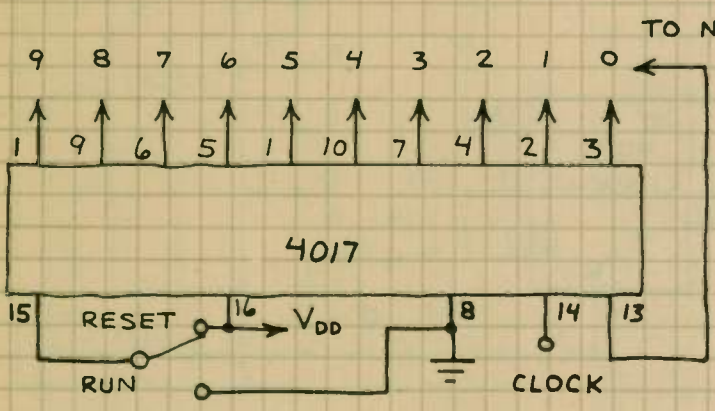 TO N
9 8 7 6 5 4 3 2 1 0
1 9 6 5 1 10 7 4 2 3
4017
15 16 8 14 13
RESET VDD
RUN CLOCK